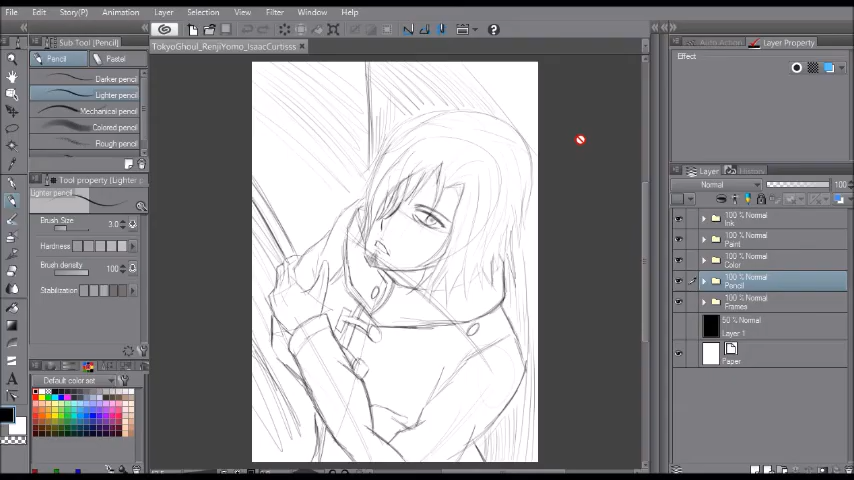 File Edit Story(P) Animation Layer Selection View Filter Window Help
TokyoGhoul_RenjiYomo_IsaacCurtisss
Sub Tool [Pencil]
Pencil Pastel
Darker pencil
Lighter pencil
Mechanical pencil
Colored pencil
Rough pencil
Tool property [Lighter
Lighter pencil
Brush Size 3.0
Hardness
Brush density 100
Stabilization
Default color set
Auto Action Layer Property
Effect
Layer History
Normal 100
100 % Normal
Ink
100 % Normal
Paint
100 % Normal
Color
100 % Normal
Pencil
100 % Normal
Frames
50 % Normal
Layer 1
Paper